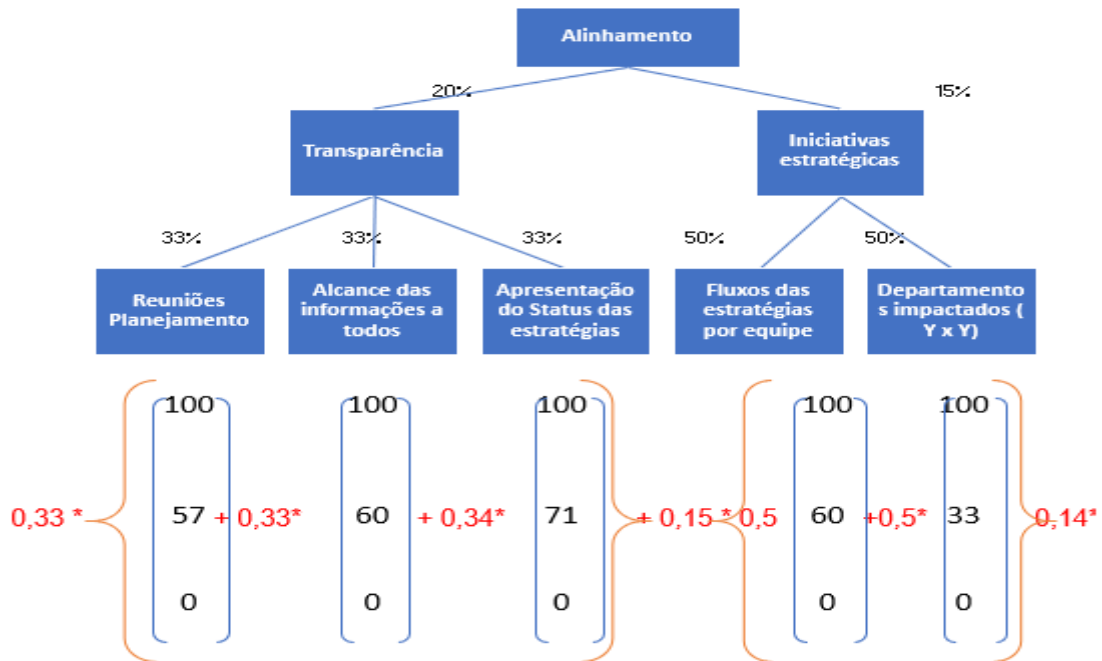 Alinhamento
20%
15%
Transparência
Iniciativas
estratégicas
33%
33%
33%
50%
50%
Reuniões
Planejamento
Alcance das
informações a
todos
Apresentação
do Status das
estratégias
Fluxos das
estratégias
por equipe
Departamento
s impactados (
Y x Y)
100
100
100
100
100
0,33 *
57
+ 0,33*
60
+ 0,34*
71
+ 0,15 * 0,5
60
+0,5*
33
0,14*
0
0
0
0
0